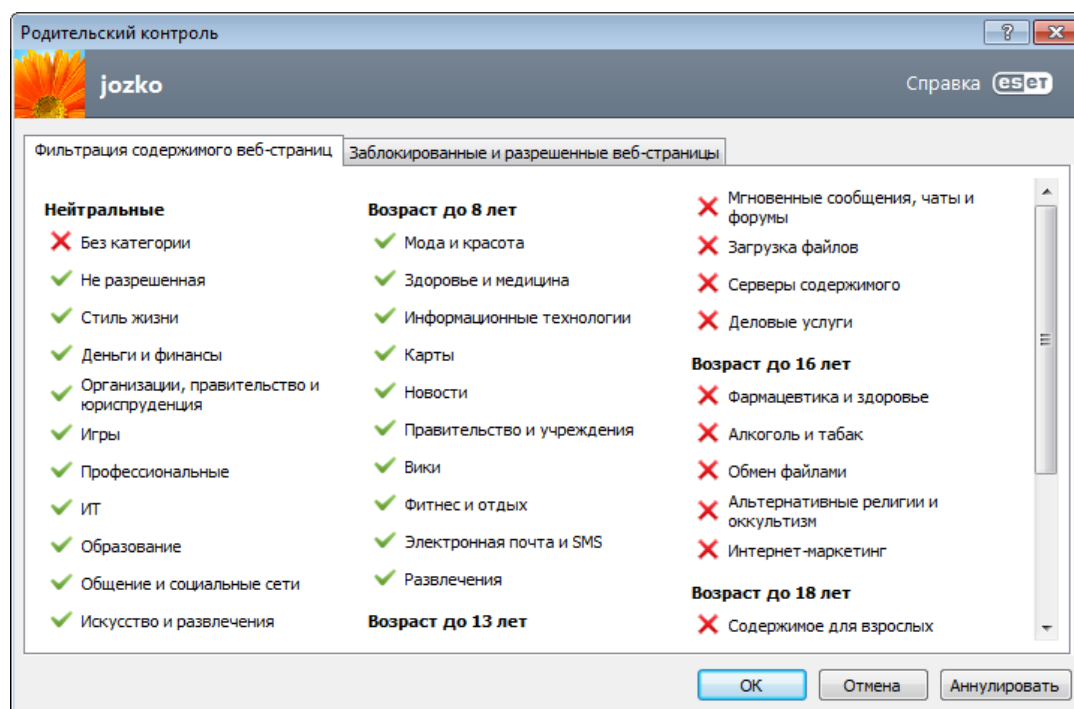 Родительский контроль
jozko
Справка eset
Фильтрация содержимого веб-страниц
Заблокированные и разрешенные веб-страницы
Нейтральные
Без категории
Не разрешенная
Стиль жизни
Деньги и финансы
Организации, правительство и
юриспруденция
Игры
Профессиональные
ИТ
Образование
Общение и социальные сети
Искусство и развлечения
Возраст до 8 лет
Мода и красота
Здоровье и медицина
Информационные технологии
Карты
Новости
Правительство и учреждения
Вики
Фитнес и отдых
Электронная почта и SMS
Развлечения
Возраст до 13 лет
Мгновенные сообщения, чаты и
форумы
Загрузка файлов
Серверы содержимого
Деловые услуги
Возраст до 16 лет
Фармацевтика и здоровье
Алкоголь и табак
Обмен файлами
Альтернативные религии и
оккультизм
Интернет-маркетинг
Возраст до 18 лет
Содержимое для взрослых
ОК
Отмена
Аннулировать